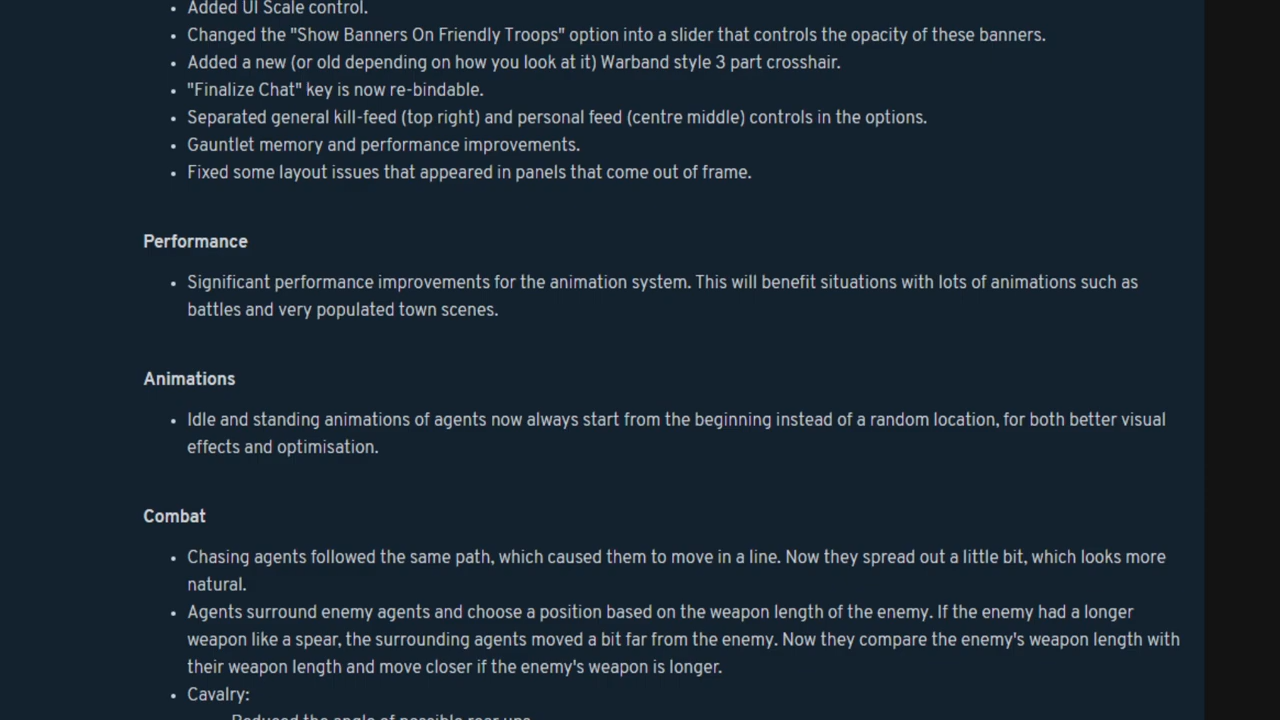 Added UI Scale control.
Changed the "Show Banners On Friendly Troops" option into a slider that controls the opacity of these banners.
Added a new (or old depending on how you look at it) Warband style 3 part crosshair.
"Finalize Chat" key is now re-bindable.
Separated general kill-feed (top right) and personal feed (centre middle) controls in the options.
Gauntlet memory and performance improvements.
Fixed some layout issues that appeared in panels that come out of frame.
Performance
Significant performance improvements for the animation system. This will benefit situations with lots of animations such as
battles and very populated town scenes.
Animations
Idle and standing animations of agents now always start from the beginning instead of a random location, for both better visual
effects and optimisation.
Combat
Chasing agents followed the same path, which caused them to move in a line. Now they spread out a little bit, which looks more
natural.
Agents surround enemy agents and choose a position based on the weapon length of the enemy. If the enemy had a longer
weapon like a spear, the surrounding agents moved a bit far from the enemy. Now they compare the enemy's weapon length with
their weapon length and move closer if the enemy's weapon is longer.
Cavalry:
Reduced the angle of possible rear ups.